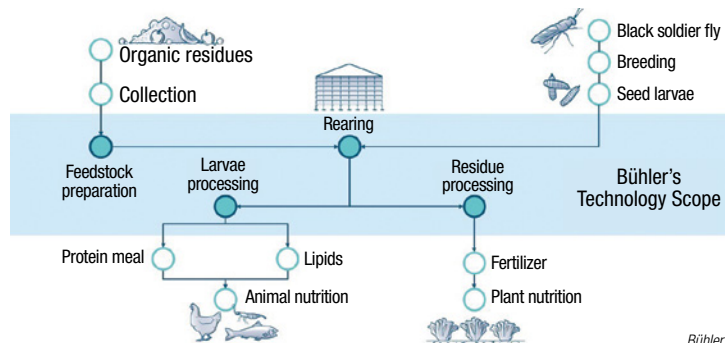 Organic residues
Collection
Black soldier fly
Breeding
Seed larvae
Rearing
Feedstock
preparation
Larvae
processing
Residue
processing
Bühler's
Technology Scope
Protein meal
Lipids
Fertilizer
Animal nutrition
Plant nutrition
Bühler